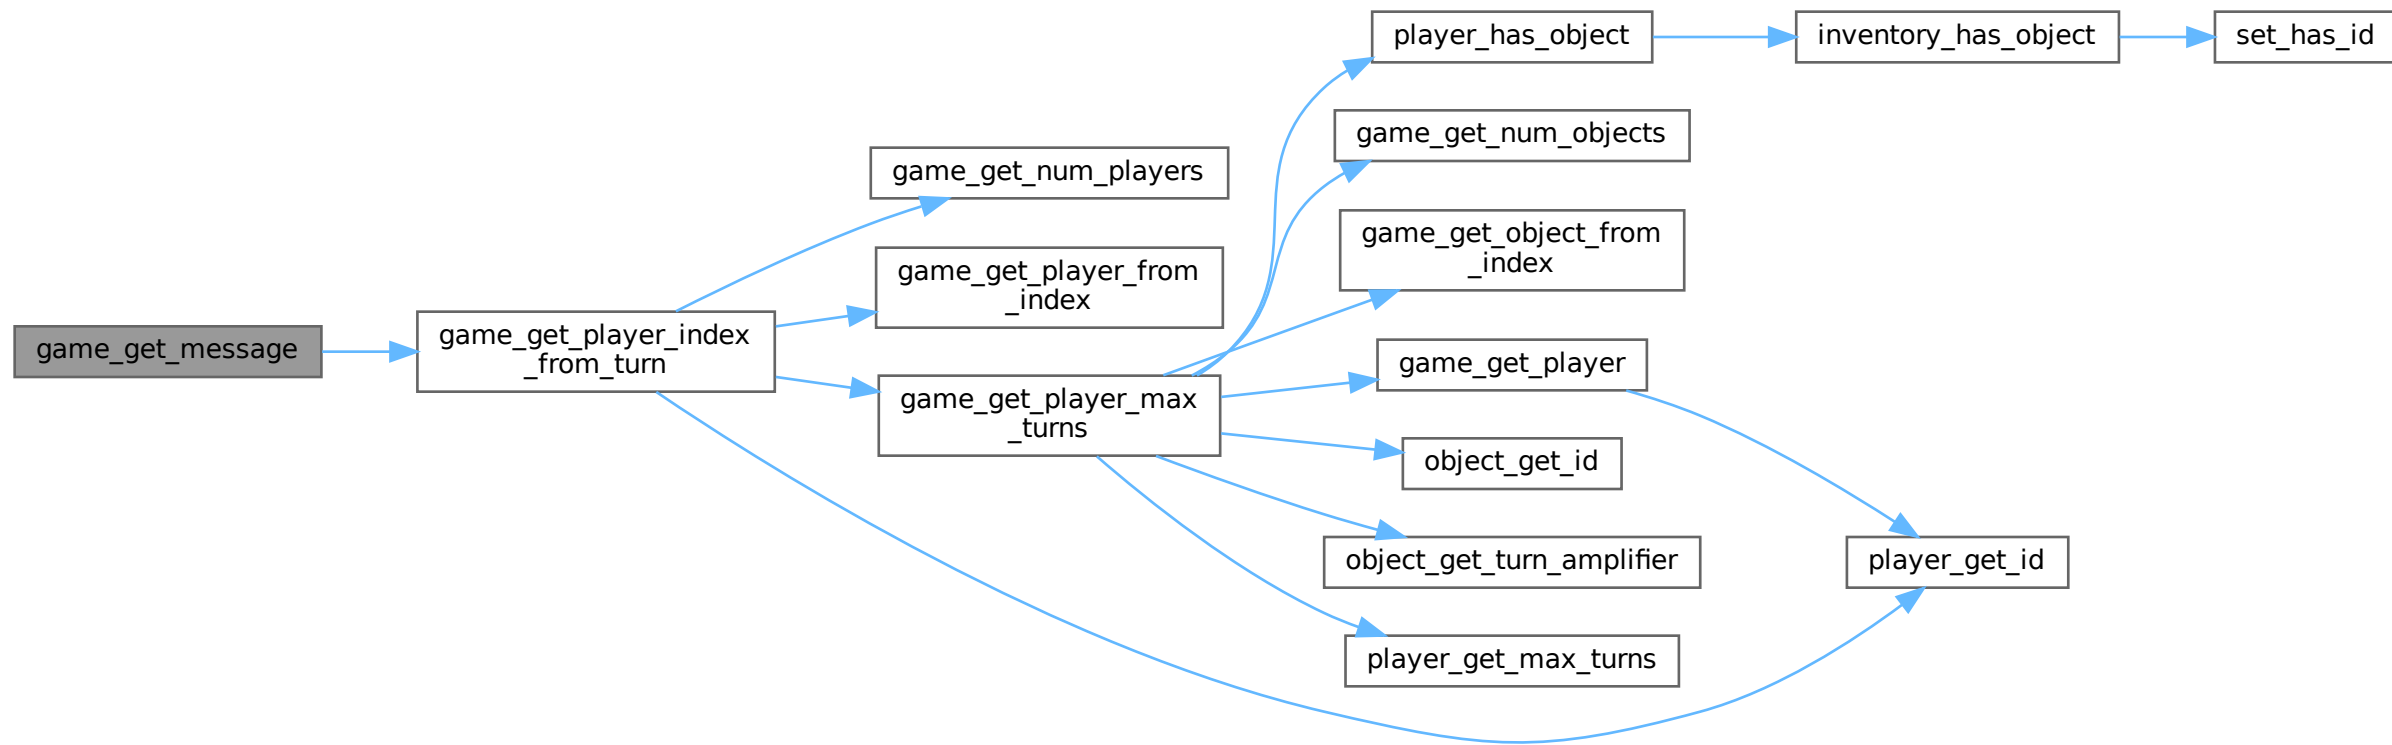 game_get_message
game_get_player_index
_from_turn
game_get_num_players
game_get_player_from
_index
game_get_player_max
_turns
player_has_object
game_get_num_objects
game_get_object_from
_index
game_get_player
object_get_id
object_get_turn_amplifier
player_get_max_turns
inventory_has_object
player_get_id
set_has_id